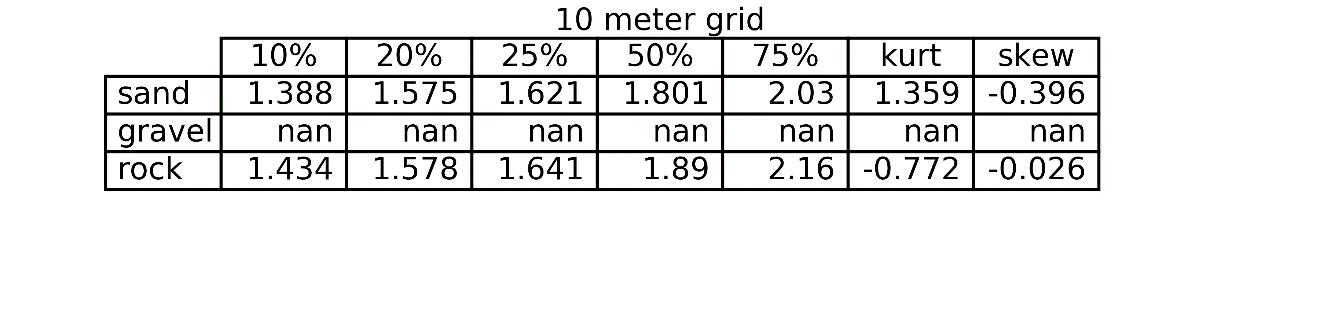 10 meter grid
10% 20% 25% 50% 75% kurt skew
sand 1.388 1.575 1.621 1.801 2.03 1.359 -0.396
gravel nan nan nan nan nan nan nan
rock 1.434 1.578 1.641 1.89 2.16 -0.772 -0.026